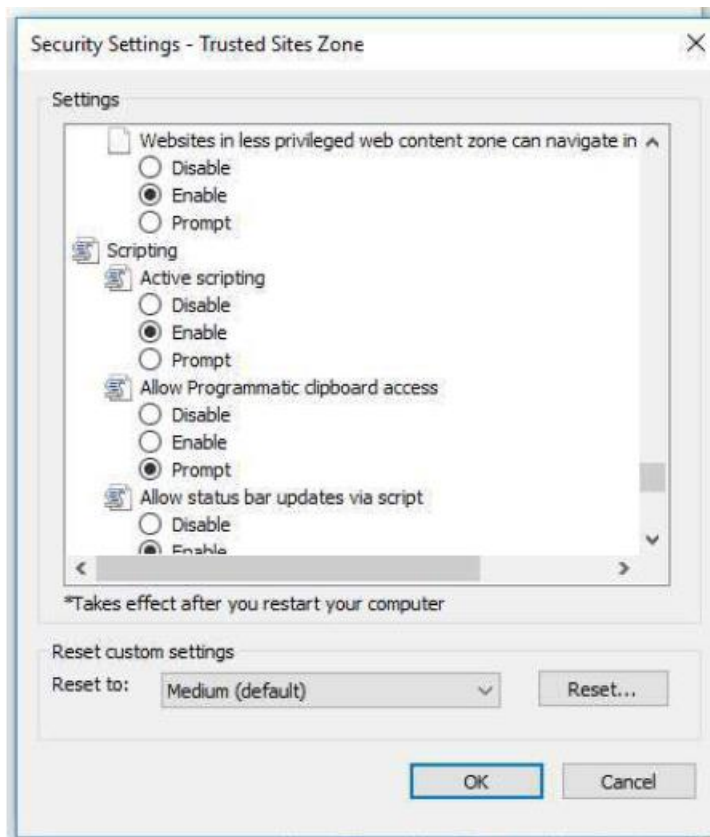 Security Settings - Trusted Sites Zone
Settings
Websites in less privileged web content zone can navigate in
Disable
Enable
Prompt
Scripting
Active scripting
Disable
Enable
Prompt
Allow Programmatic clipboard access
Disable
Enable
Prompt
Allow status bar updates via script
Disable
Enable
*Takes effect after you restart your computer
Reset custom settings
Reset to: Medium (default) Reset...
OK Cancel